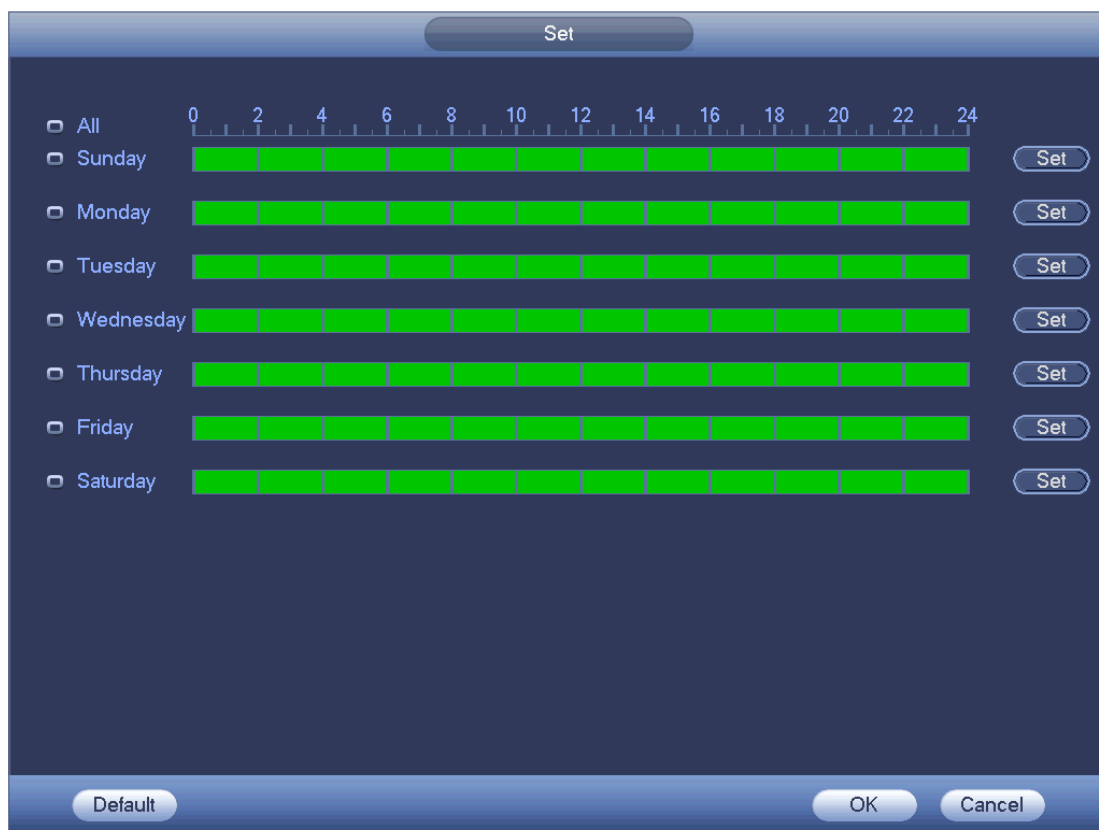 Set
All 0 2 4 6 8 10 12 14 16 18 20 22 24
Sunday Set
Monday Set
Tuesday Set
Wednesday Set
Thursday Set
Friday Set
Saturday Set
Default OK Cancel